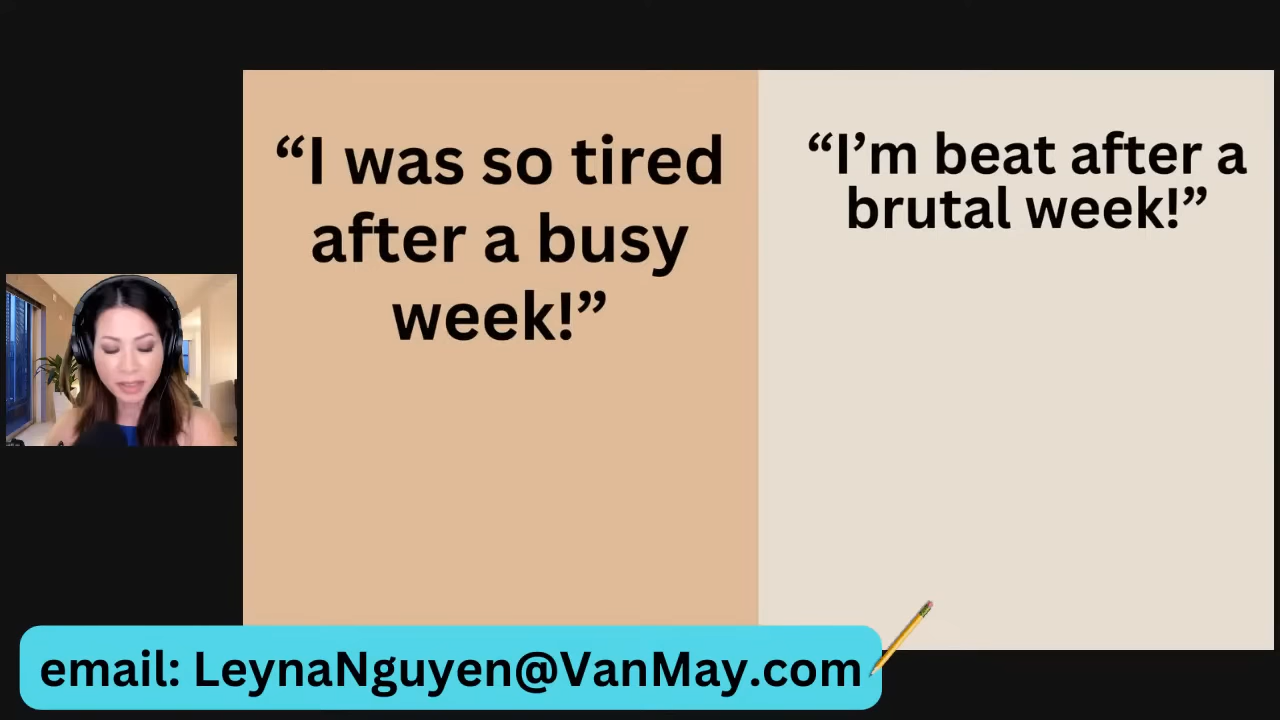 “I was so tired
after a busy
week!”
“I’m beat after a
brutal week!”
email: LeynaNguyen@VanMay.com